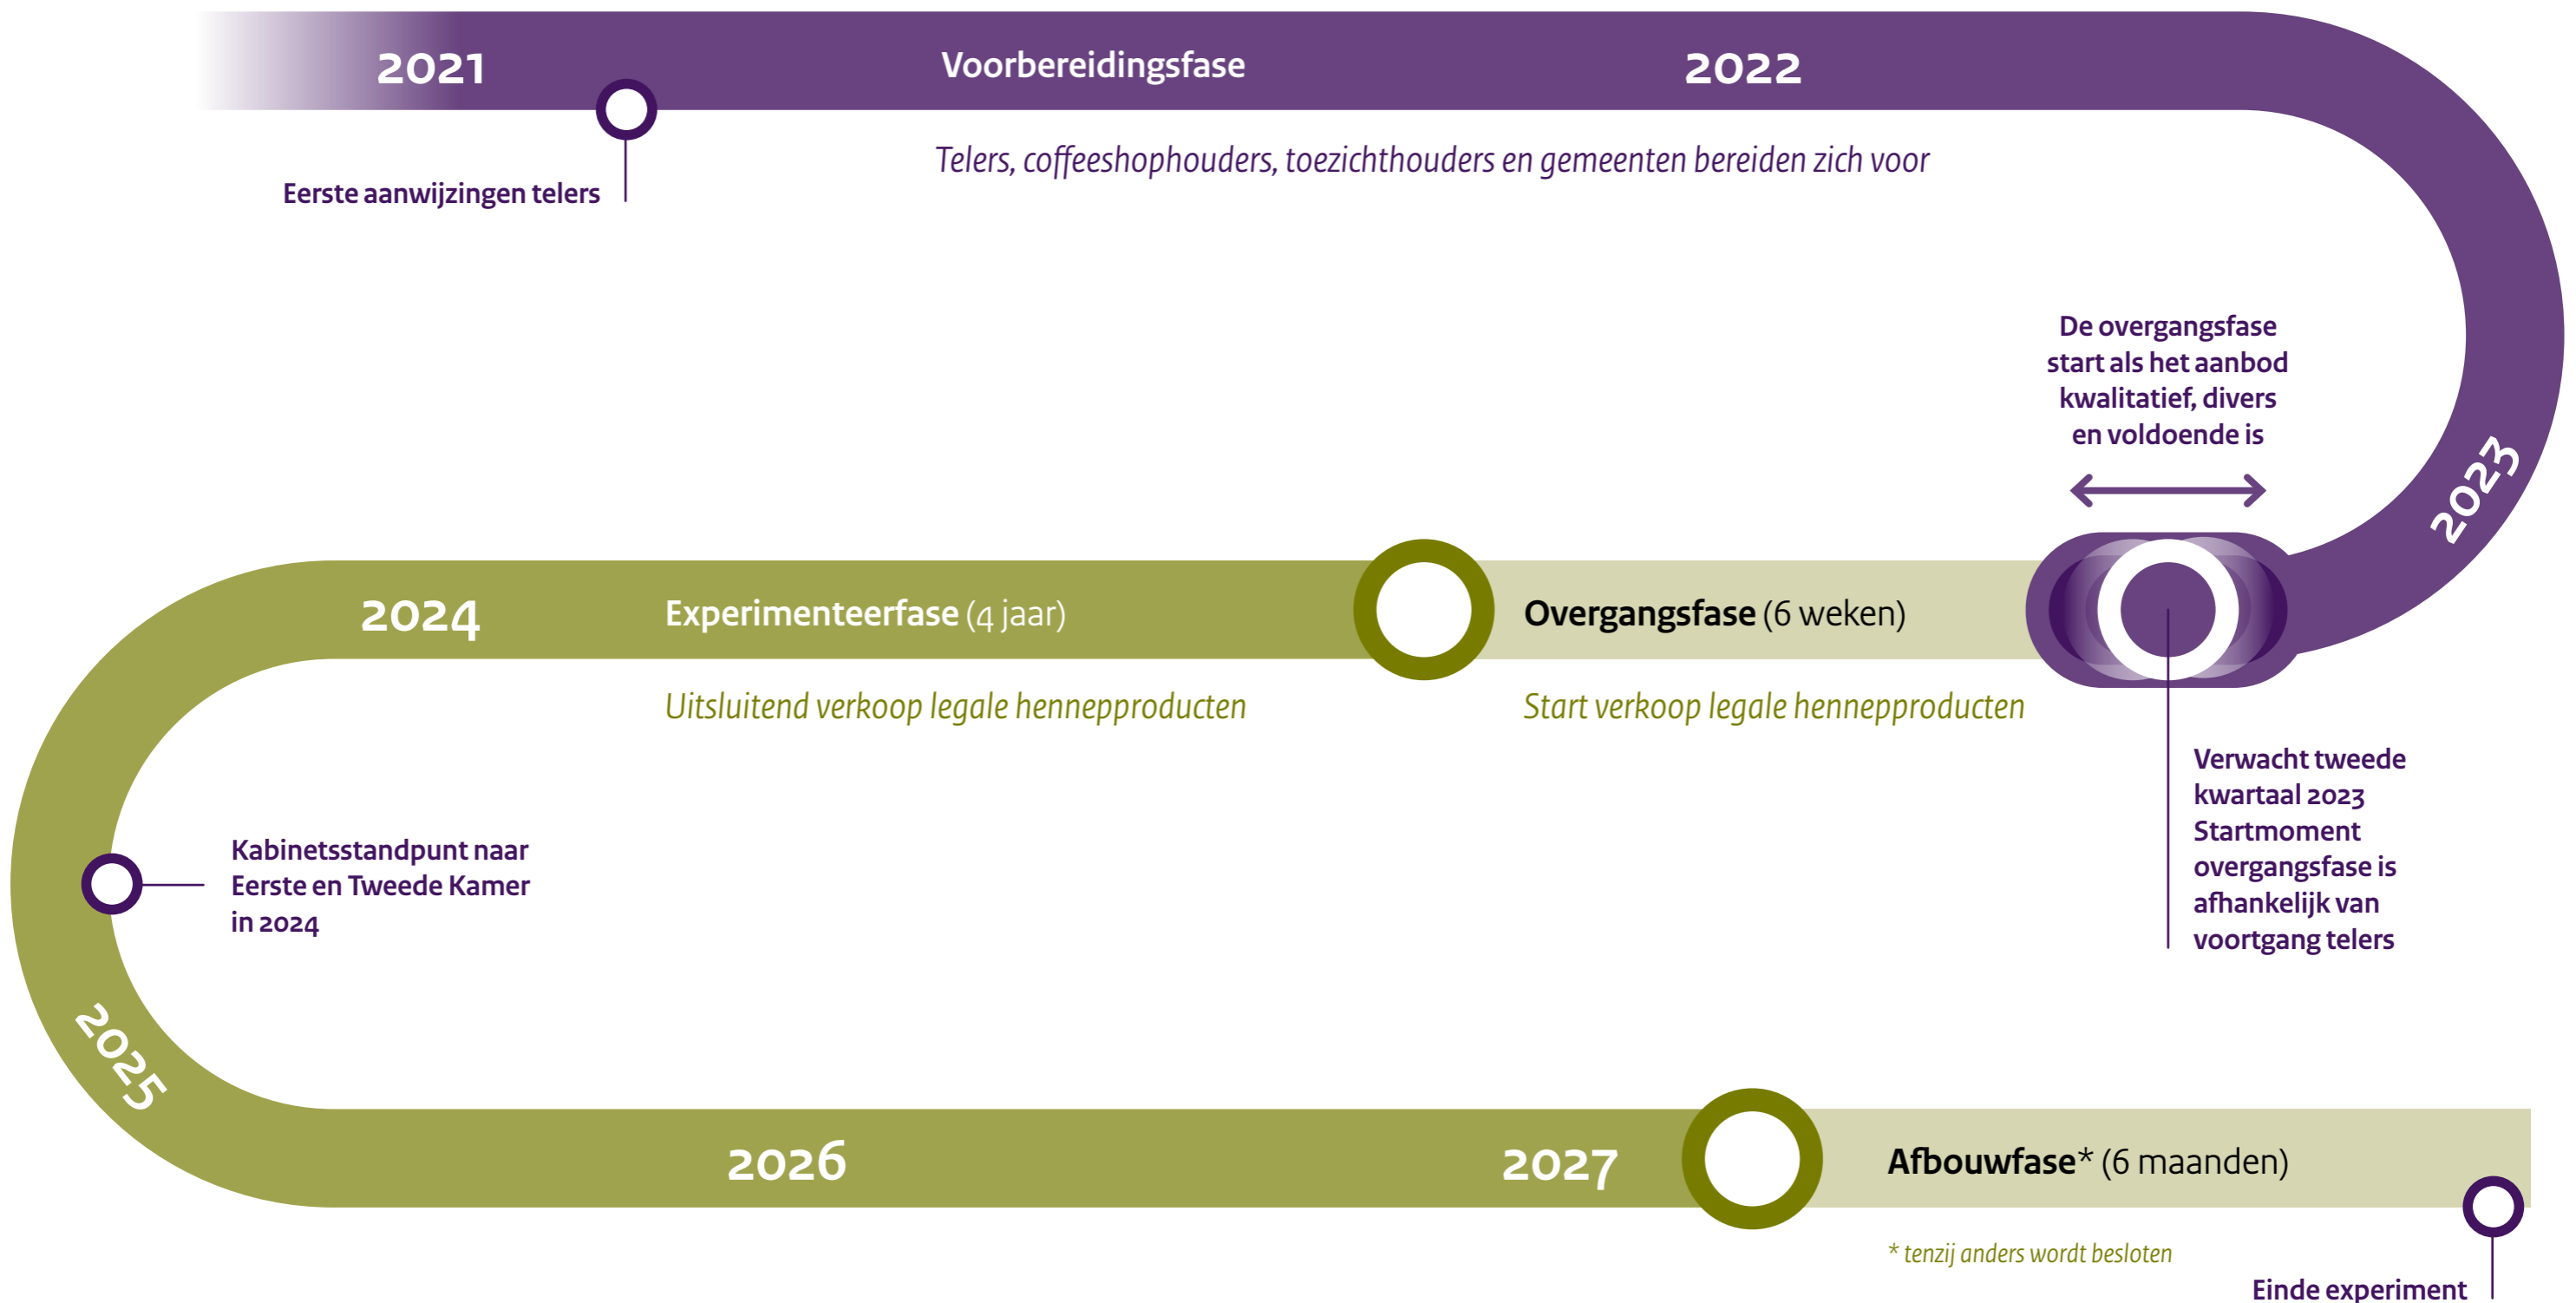 2021
Voorbereidingsfase
2022
Telers, coffeeshophouders, toezichthouders en gemeenten bereiden zich voor
Eerste aanwijzingen telers
2023
De overgangsfase
start als het aanbod
kwalitatief, divers
en voldoende is
Overgangsfase (6 weken)
Start verkoop legale hennepproducten
Verwacht tweede
kwartaal 2023
Startmoment
overgangsfase is
afhankelijk van
voortgang telers
Experimenteerfase (4 jaar)
Uitsluitend verkoop legale hennepproducten
2024
Kabinetsstandpunt naar
Eerste en Tweede Kamer
in 2024
2025
2026
2027
Afbouwfase* (6 maanden)
* tenzij anders wordt besloten
Einde experiment